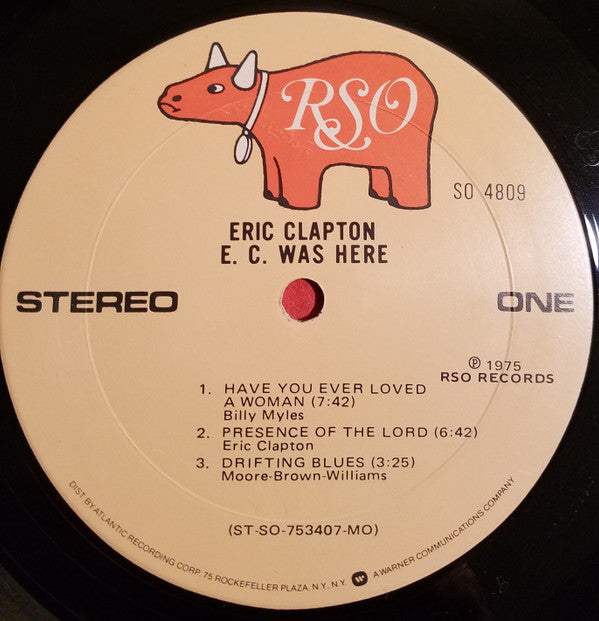 RSO
SO 4809
ERIC CLAPTON
E. C. WAS HERE
STEREO
ONE
℗ 1975
RSO RECORDS
1. HAVE YOU EVER LOVED
A WOMAN (7:42)
Billy Myles
2. PRESENCE OF THE LORD (6:42)
Eric Clapton
3. DRIFTING BLUES (3:25)
Moore-Brown-Williams
(ST-SO-753407-MO)
DIST. BY ATLANTIC RECORDING CORP. 75 ROCKEFELLER PLAZA, N.Y., N.Y. A WARNER COMMUNICATIONS COMPANY